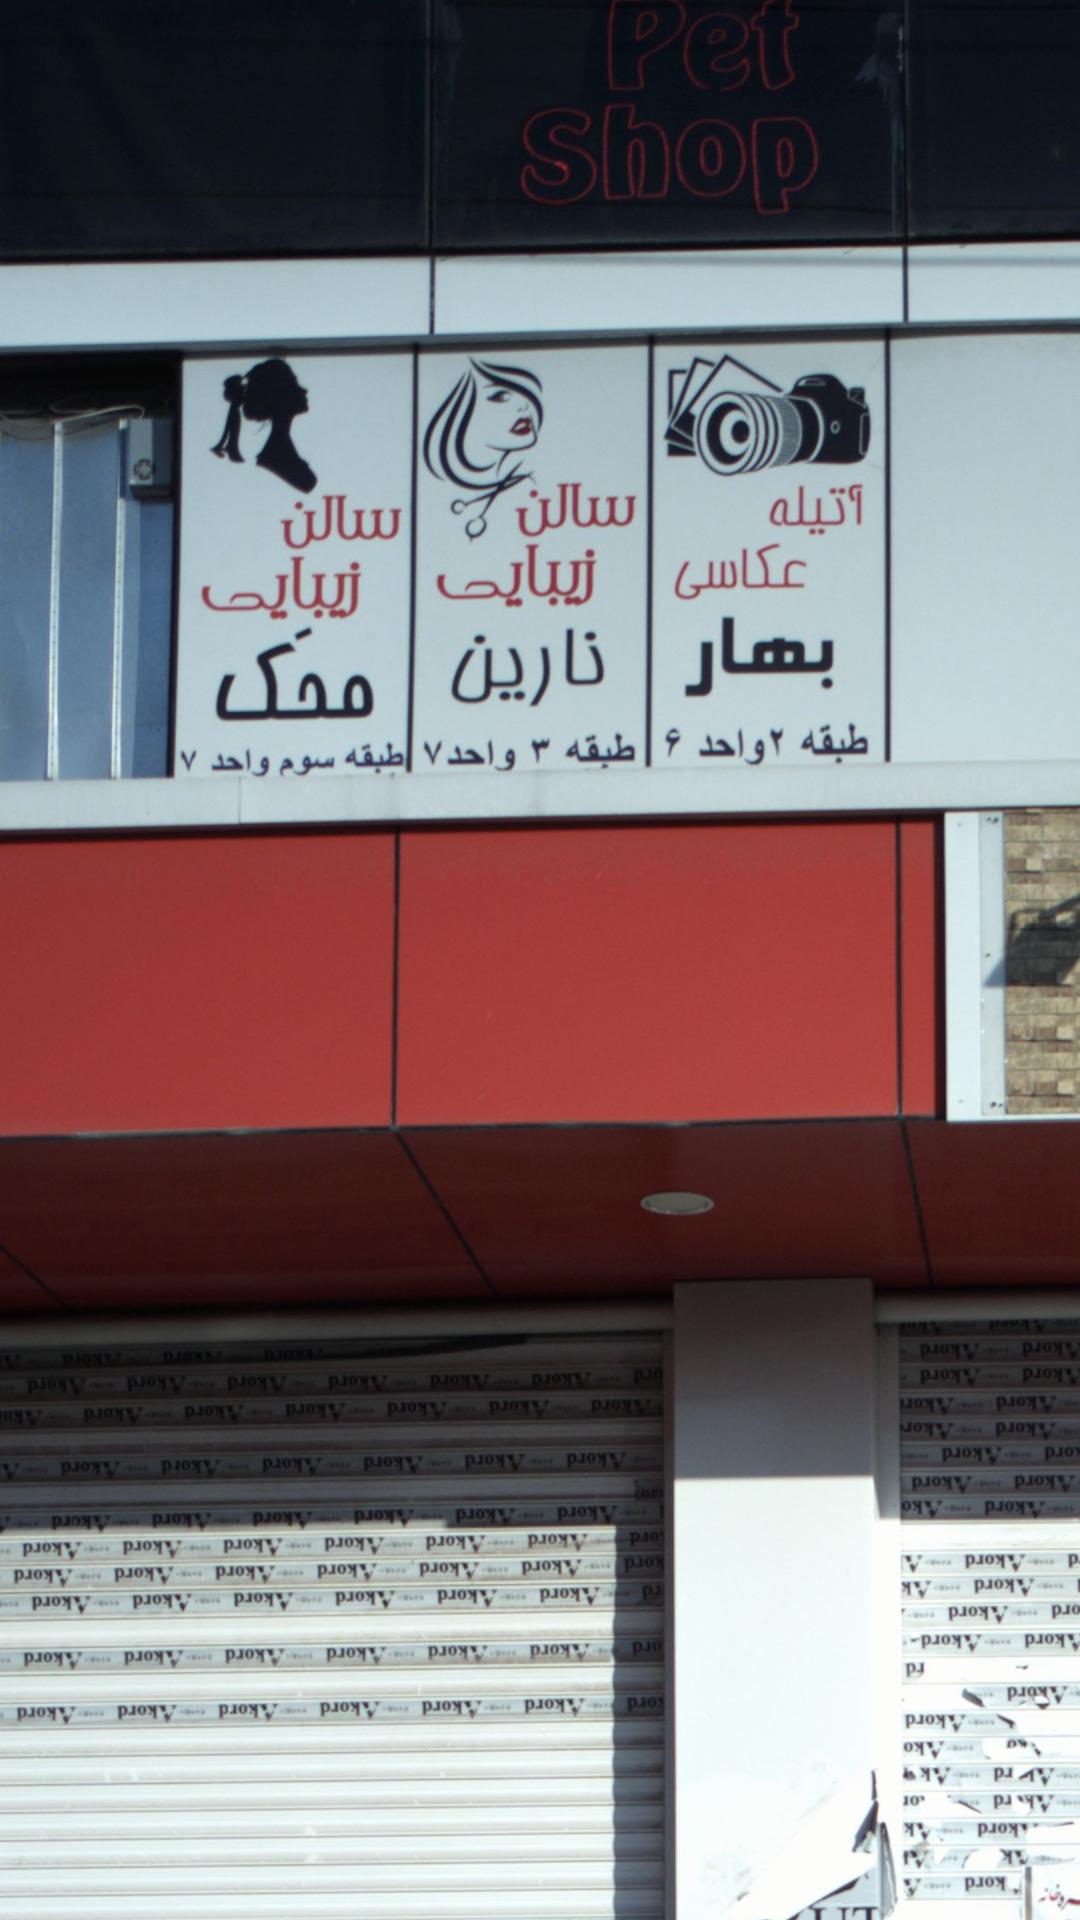 Pet
Shop
سالن
زیبایی
محک
طبقه سوم واحد ۷
سالن
زیبایی
نارین
طبقه ۳ واحد ۷
آتیله
عکاسی
بهار
طبقه ۲ واحد ۶
Akord